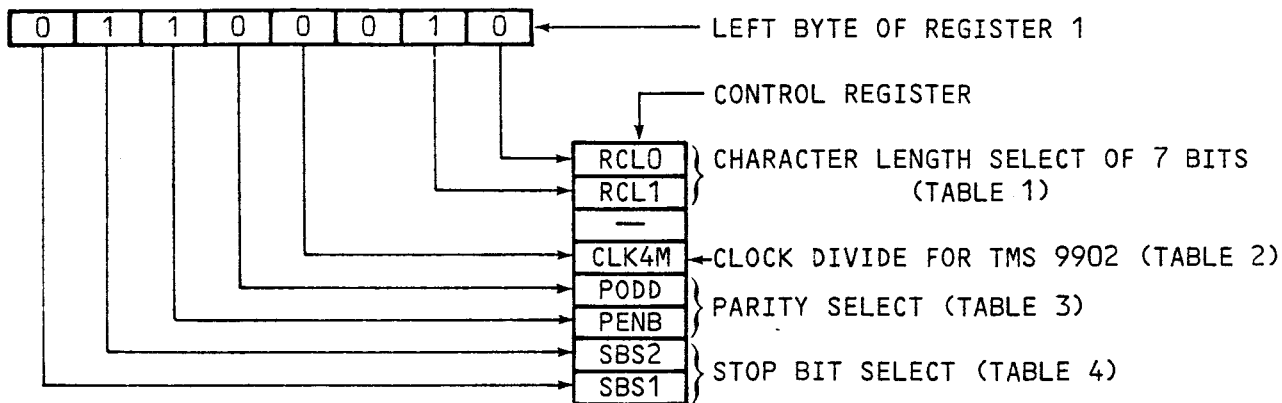 0 1 1 0 0 0 1 0 LEFT BYTE OF REGISTER 1
CONTROL REGISTER
RCL0 CHARACTER LENGTH SELECT OF 7 BITS
RCL1 (TABLE 1)
—
CLK4M CLOCK DIVIDE FOR TMS 9902 (TABLE 2)
PODD PARITY SELECT (TABLE 3)
PENB
SBS2 STOP BIT SELECT (TABLE 4)
SBS1